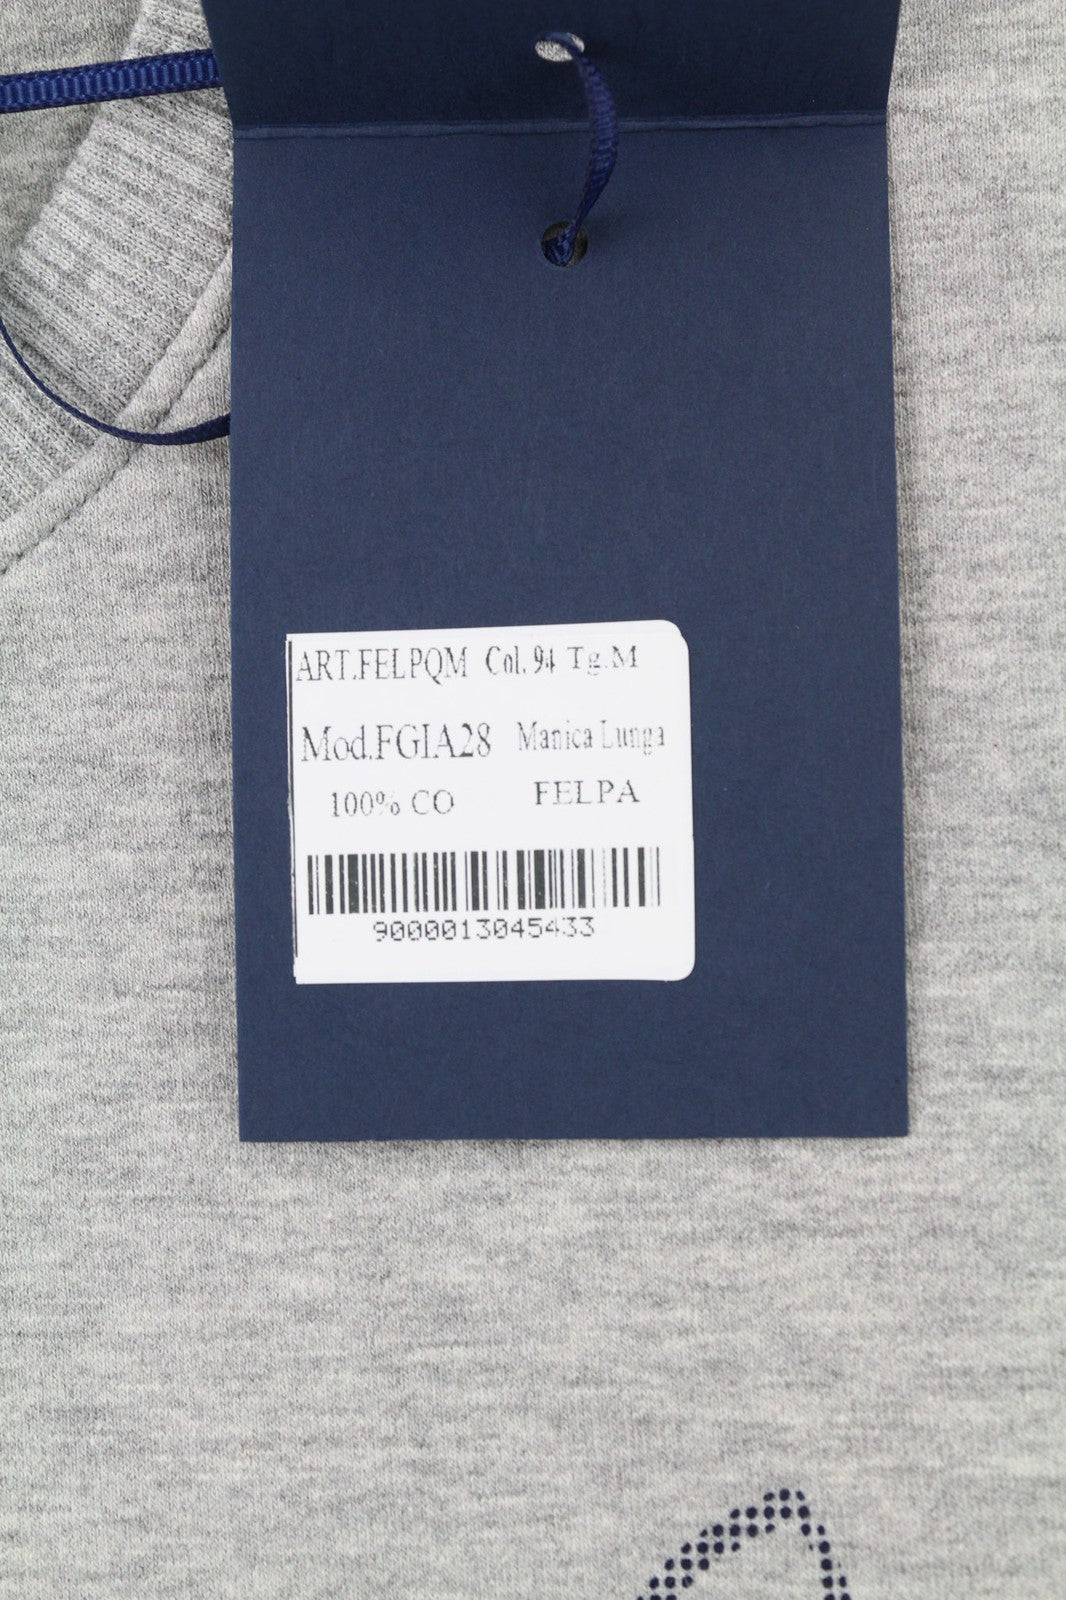 ART.FELPQM Col. 94 Tg.M
Mod.FGIA28 Manica Lunga
100% CO FELPA
9000013045433